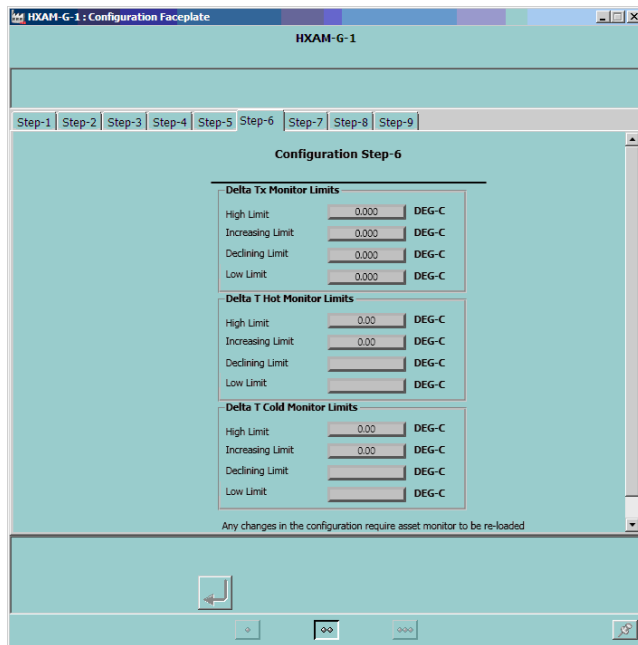 HXAM-G-1 : Configuration Faceplate
HXAM-G-1
Step-1 Step-2 Step-3 Step-4 Step-5 Step-6 Step-7 Step-8 Step-9
Configuration Step-6
Delta Tx Monitor Limits
High Limit 0.000 DEG-C
Increasing Limit 0.000 DEG-C
Declining Limit 0.000 DEG-C
Low Limit 0.000 DEG-C
Delta T Hot Monitor Limits
High Limit 0.00 DEG-C
Increasing Limit 0.00 DEG-C
Declining Limit DEG-C
Low Limit DEG-C
Delta T Cold Monitor Limits
High Limit 0.00 DEG-C
Increasing Limit 0.00 DEG-C
Declining Limit DEG-C
Low Limit DEG-C
Any changes in the configuration require asset monitor to be re-loaded